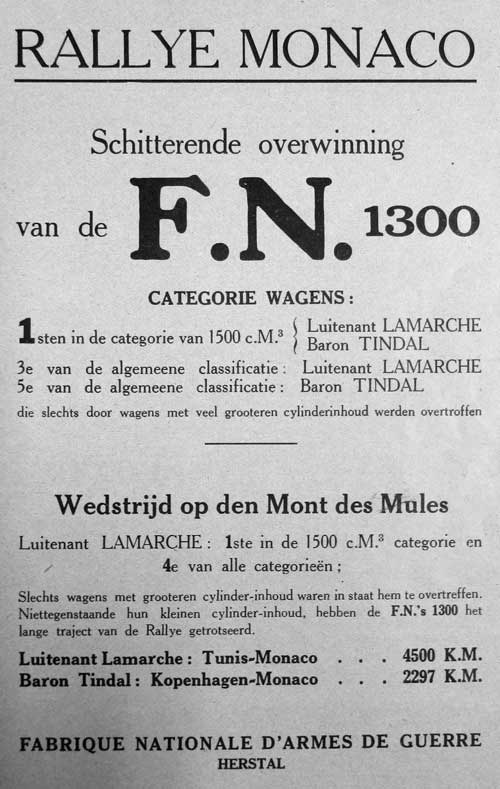 RALLYE MONACO
Schitterende overwinning
van de F.N. 1300
CATEGORIE WAGENS :
1sten in de categorie van 1500 c.M.³ { Luitenant LAMARCHE
Baron TINDAL
3e van de algemeene classificatie : Luitenant LAMARCHE
5e van de algemeene classificatie : Baron TINDAL
die slechts door wagens met veel grooteren cylinderinhoud werden overtroffen
Wedstrijd op den Mont des Mules
Luitenant LAMARCHE : 1ste in de 1500 c.M.³ categorie en
4e van alle categorieën ;
Slechts wagens met grooteren cylinder-inhoud waren in staat hem te overtreffen.
Niettegenstaande hun kleinen cylinder-inhoud, hebben de F.N.'s 1300 het
lange traject van de Rallye getrotseerd.
Luitenant Lamarche : Tunis-Monaco . . . 4500 K.M.
Baron Tindal : Kopenhagen-Monaco . . . 2297 K.M.
FABRIQUE NATIONALE D'ARMES DE GUERRE
HERSTAL